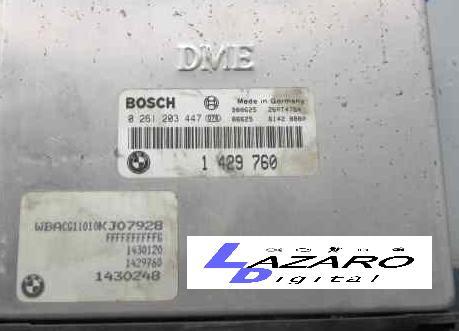 DME
BOSCH
Made in Germany
0 261 203 447
1 429 760
WBACG11010KJ07928
FFFFFFFFFFG
1430120
1429760
1430248
LAZARO
Digital